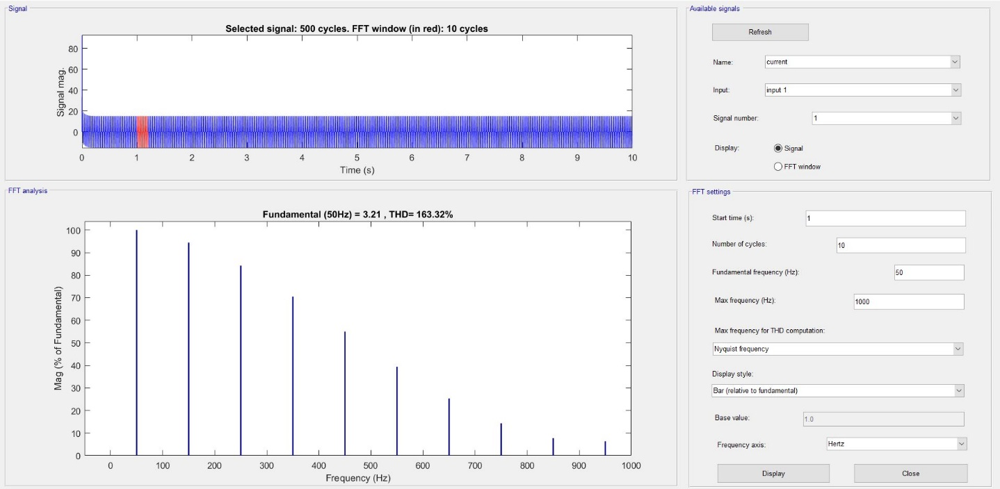 Signal
Selected signal: 500 cycles. FFT window (in red): 10 cycles
Signal mag.
80
60
40
20
0
0 1 2 3 4 5 6 7 8 9 10
Time (s)
FFT analysis
Fundamental (50Hz) = 3.21 , THD= 163.32%
Mag (% of Fundamental)
100
90
80
70
60
50
40
30
20
10
0
0 100 200 300 400 500 600 700 800 900 1000
Frequency (Hz)
Available signals
Refresh
Name: current
Input: input 1
Signal number: 1
Display: Signal
FFT window
FFT settings
Start time (s): 1
Number of cycles: 10
Fundamental frequency (Hz): 50
Max frequency (Hz): 1000
Max frequency for THD computation:
Nyquist frequency
Display style:
Bar (relative to fundamental)
Base value: 1.0
Frequency axis: Hertz
Display Close